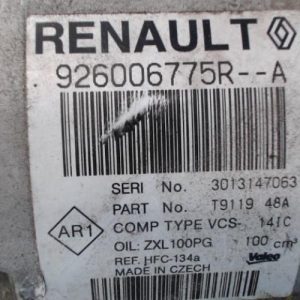 RENAULT
926006775R--A
SERI No. 3013147063
PART No. T9119 48A
AR1
COMP TYPE VCS- 14IC
OIL: ZXL100PG 100 cm³
REF. HFC-134a Valeo
MADE IN CZECH